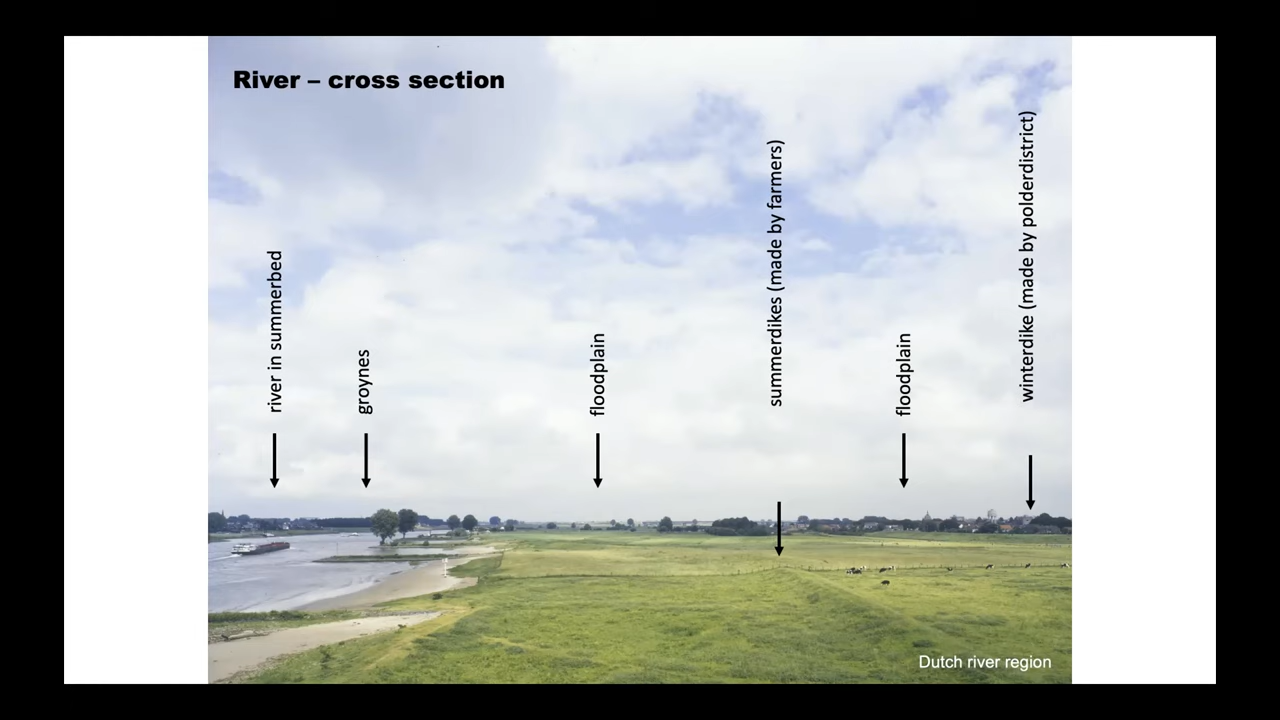 River – cross section
river in summerbed
groynes
floodplain
summerdikes (made by farmers)
floodplain
winterdike (made by polderdistrict)
Dutch river region